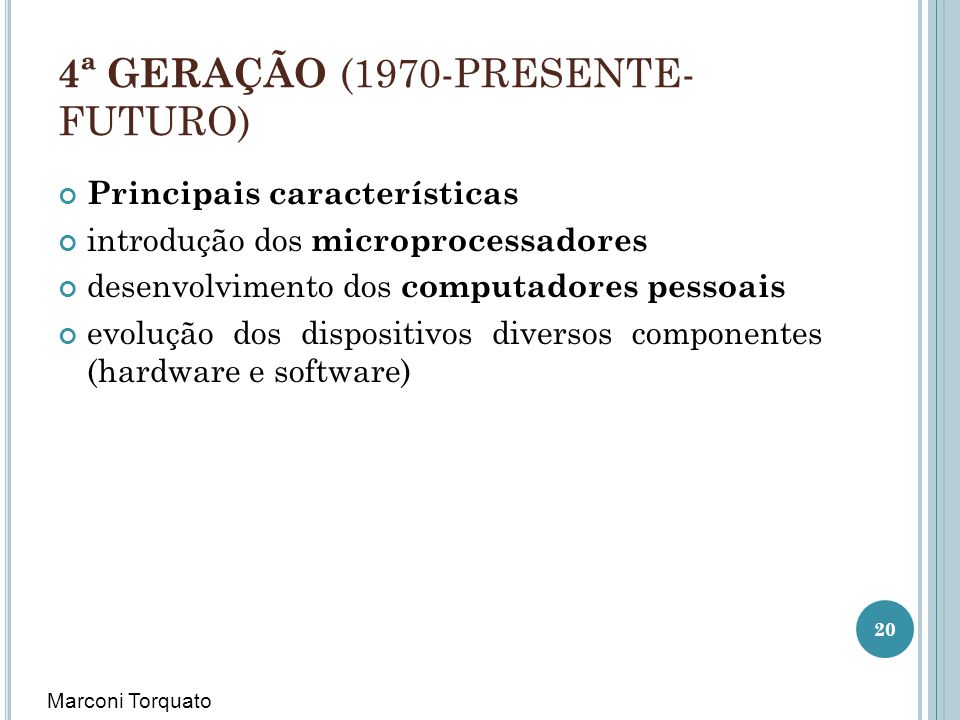 4ª GERAÇÃO (1970-PRESENTE-
FUTURO)
Principais características
introdução dos microprocessadores
desenvolvimento dos computadores pessoais
evolução dos dispositivos diversos componentes
(hardware e software)
20
Marconi Torquato